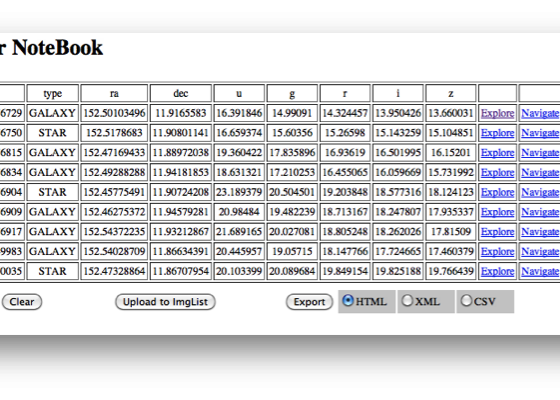 r NoteBook
type ra dec u g r i z
6729 GALAXY 152.50103496 11.9165583 16.391846 14.99091 14.324457 13.950426 13.660031 Explore Navigate
6750 STAR 152.5178683 11.90801141 16.659374 15.60356 15.26598 15.143259 15.104851 Explore Navigate
6815 GALAXY 152.47169433 11.88972038 19.360422 17.835896 16.93619 16.501995 16.15201 Explore Navigate
6834 GALAXY 152.49288288 11.94181853 18.631321 17.210253 16.455065 16.059669 15.731992 Explore Navigate
6904 STAR 152.45775491 11.90724208 23.189379 20.504501 19.203848 18.577316 18.124123 Explore Navigate
6909 GALAXY 152.46275372 11.94579281 20.98484 19.482239 18.713167 18.247807 17.935337 Explore Navigate
6917 GALAXY 152.54372235 11.93212867 21.689165 20.027081 18.805248 18.262026 17.81509 Explore Navigate
9983 GALAXY 152.54028709 11.86634391 20.445957 19.05715 18.147766 17.724665 17.460379 Explore Navigate
0035 STAR 152.47328864 11.86707954 20.103399 20.089684 19.849154 19.825188 19.766439 Explore Navigate
Clear Upload to ImgList Export HTML XML CSV